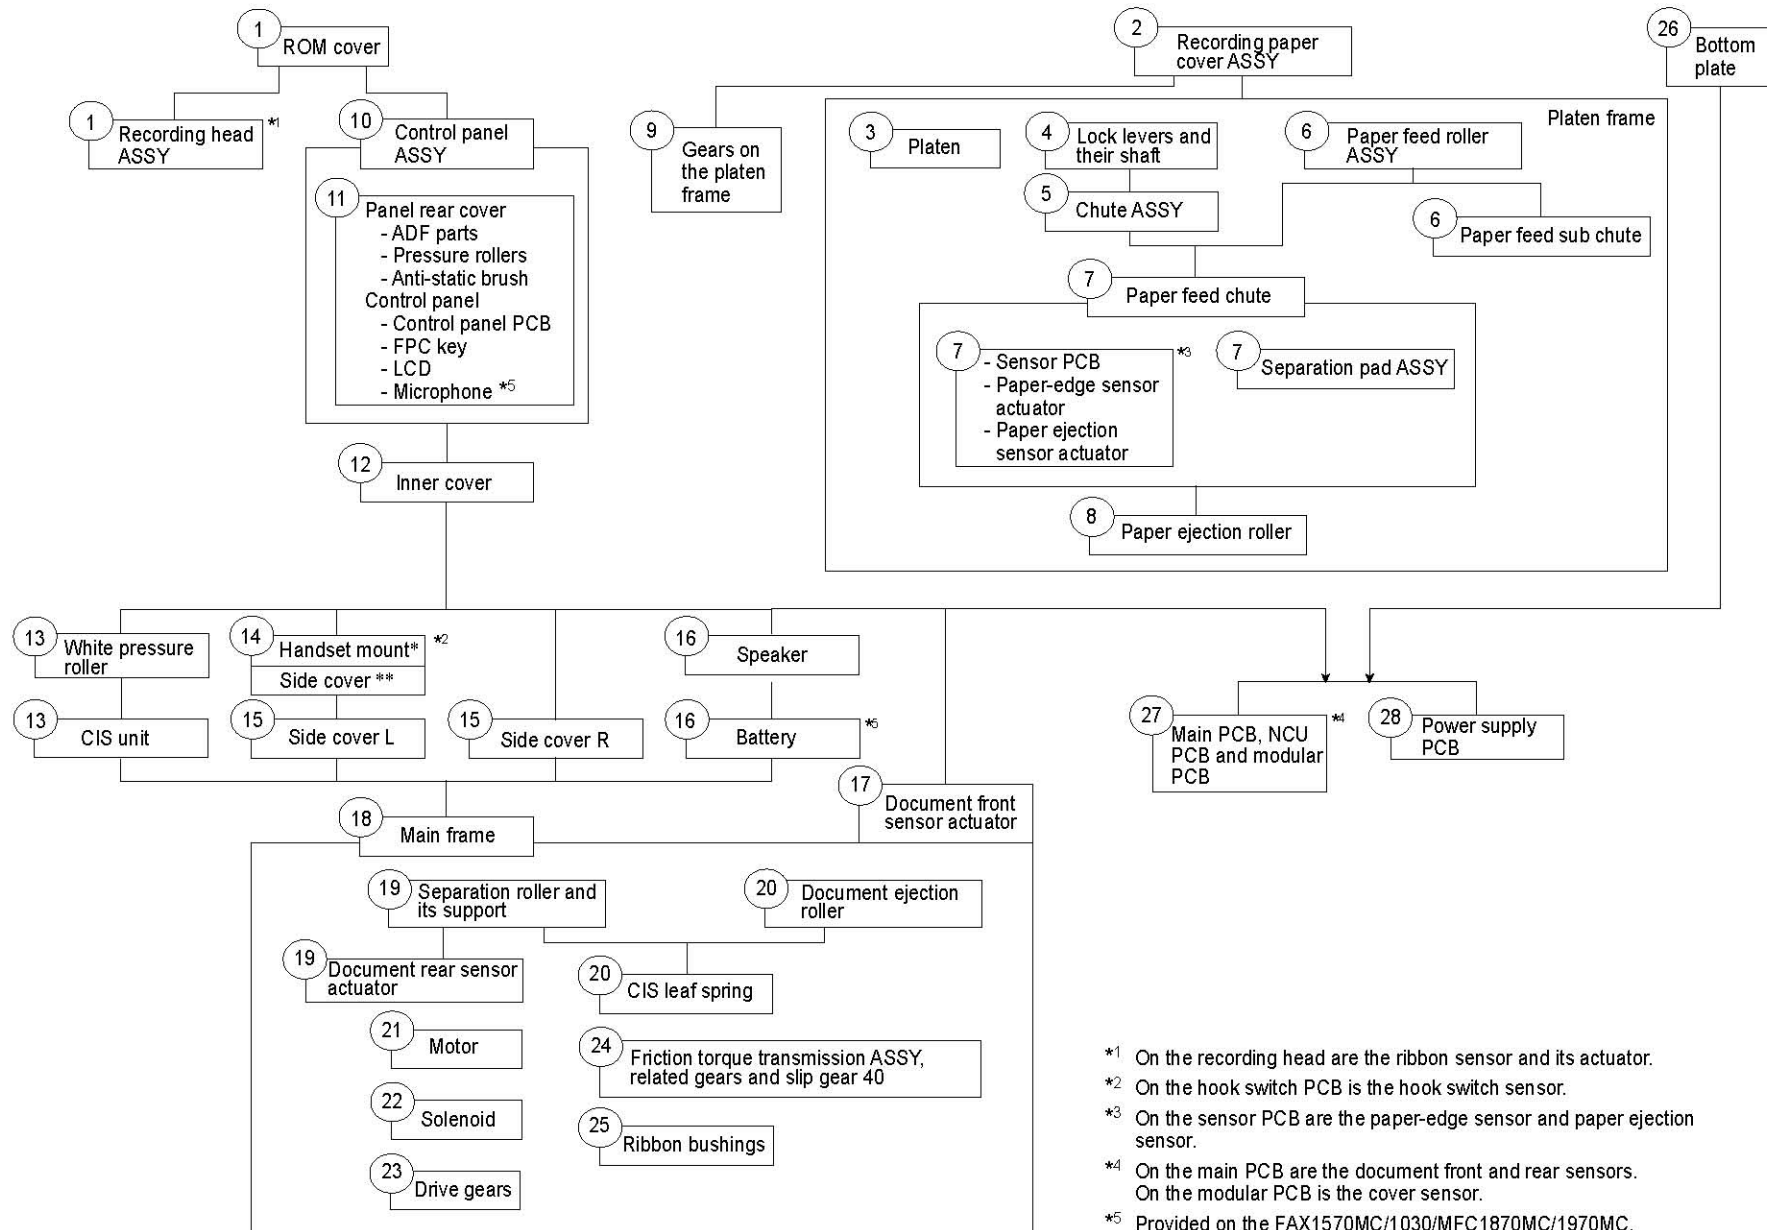 1
ROM cover
1
Recording head
ASSY
*1
10
Control panel
ASSY
11
Panel rear cover
- ADF parts
- Pressure rollers
- Anti-static brush
Control panel
- Control panel PCB
- FPC key
- LCD
- Microphone *5
12
Inner cover
2
Recording paper
cover ASSY
9
Gears on
the platen
frame
Platen frame
3
Platen
4
Lock levers and
their shaft
5
Chute ASSY
6
Paper feed roller
ASSY
6
Paper feed sub chute
7
Paper feed chute
7
- Sensor PCB
- Paper-edge sensor
actuator
- Paper ejection
sensor actuator
*3
7
Separation pad ASSY
8
Paper ejection roller
26
Bottom
plate
13
White pressure
roller
13
CIS unit
14
Handset mount*
*2
Side cover **
15
Side cover L
15
Side cover R
16
Speaker
16
Battery
*5
17
Document front
sensor actuator
27
Main PCB, NCU
PCB and modular
PCB
*4
28
Power supply
PCB
18
Main frame
19
Separation roller and
its support
20
Document ejection
roller
19
Document rear sensor
actuator
20
CIS leaf spring
21
Motor
24
Friction torque transmission ASSY,
related gears and slip gear 40
22
Solenoid
25
Ribbon bushings
23
Drive gears
*1 On the recording head are the ribbon sensor and its actuator.
*2 On the hook switch PCB is the hook switch sensor.
*3 On the sensor PCB are the paper-edge sensor and paper ejection
sensor.
*4 On the main PCB are the document front and rear sensors.
On the modular PCB is the cover sensor.
*5 Provided on the FAX1570MC/1030/MFC1870MC/1970MC.